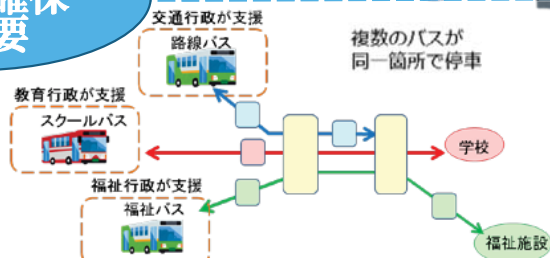 確保
要
交通行政が支援
路線バス
複数のバスが
同一箇所で停車
教育行政が支援
スクールバス
学校
福祉行政が支援
福祉バス
福祉施設